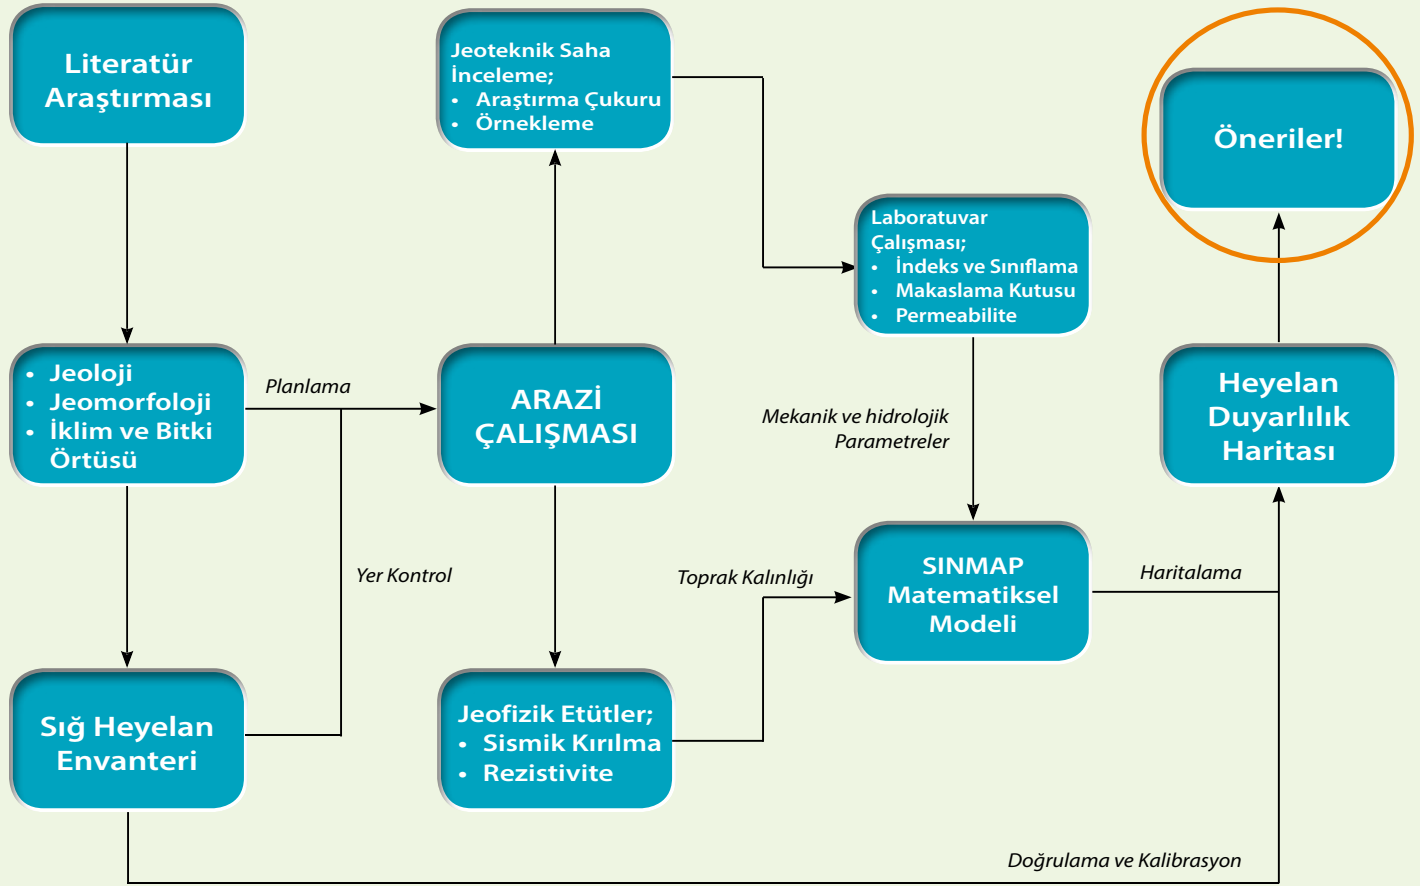 Literatür
Araştırması
Jeoteknik Saha
İnceleme;
• Araştırma Çukuru
• Örnekleme
Öneriler!
Laboratuvar
Çalışması;
• İndeks ve Sınıflama
• Makaslama Kutusu
• Permeabilite
• Jeoloji
• Jeomorfoloji
• İklim ve Bitki
Örtüsü
Planlama
ARAZİ
ÇALIŞMASI
Mekanik ve hidrolojik
Parametreler
Heyelan
Duyarlılık
Haritası
Yer Kontrol
Toprak Kalınlığı
SINMAP
Matematiksel
Modeli
Haritalama
Sığ Heyelan
Envanteri
Jeofizik Etütler;
• Sismik Kırılma
• Rezistivite
Doğrulama ve Kalibrasyon